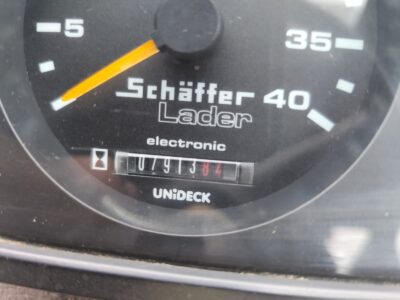 5
35
Schäffer 40
Lader
electronic
0791384
UNiDECK